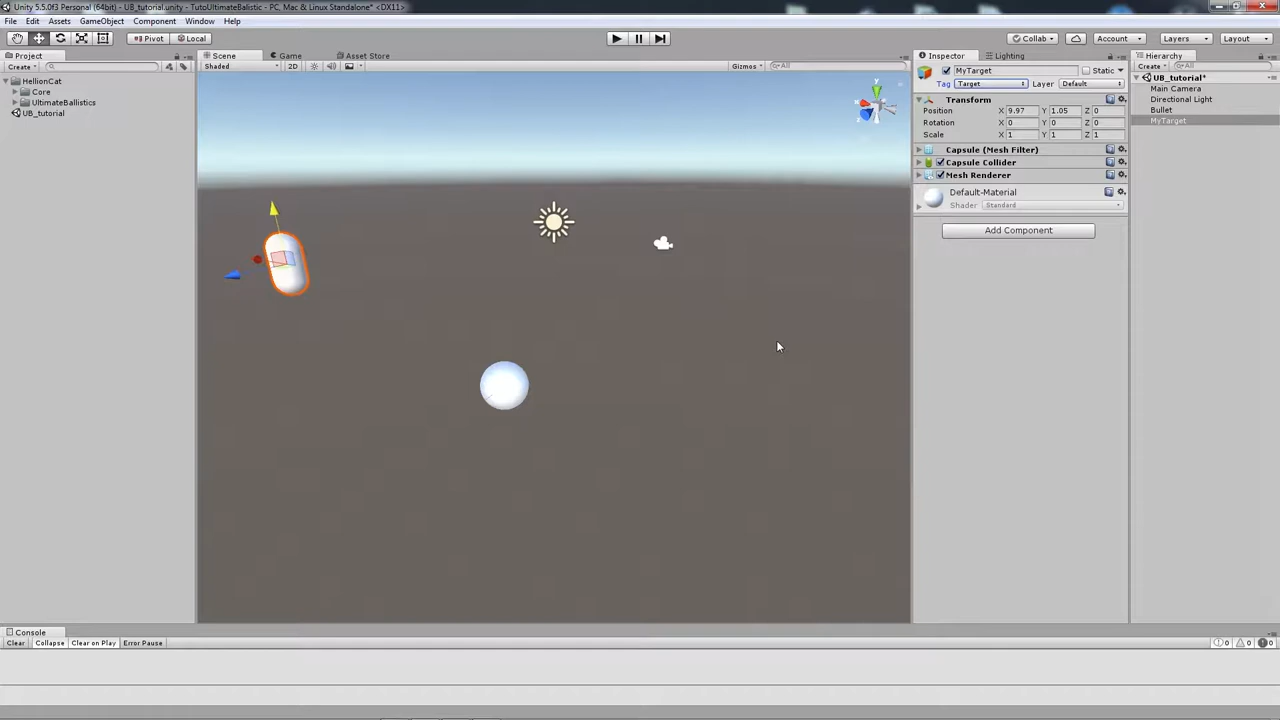 Unity 5.5.0f3 Personal (64bit) - UB_tutorial.unity - TutoUltimateBalistic - PC, Mac & Linux Standalone* <DX11>
File Edit Assets GameObject Component Window Help
Pivot Local Collab Account Layers Layout
Project
Create
HellionCat
Core
UltimateBallistics
UB_tutorial
Scene Game Asset Store
Shaded 2D Gizmos All
y
Inspector Lighting
MyTarget Static
Tag Target Layer Default
Transform
Position X 9.97 Y 1.05 Z 0
Rotation X 0 Y 0 Z 0
Scale X 1 Y 1 Z 1
Capsule (Mesh Filter)
Capsule Collider
Mesh Renderer
Default-Material
Shader Standard
Add Component
Hierarchy
Create All
UB_tutorial*
Main Camera
Directional Light
Bullet
MyTarget
Console
Clear Collapse Clear on Play Error Pause 0 0 0